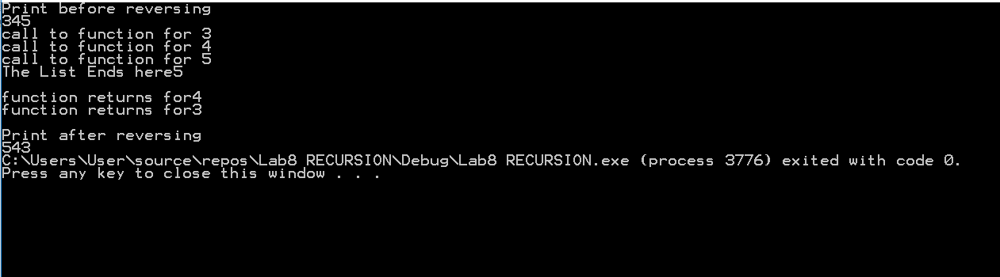 Print before reversing
345
call to function for 3
call to function for 4
call to function for 5
The List Ends here5
function returns for4
function returns for3
Print after reversing
543
C:\Users\User\source\repos\Lab8 RECURSION\Debug\Lab8 RECURSION.exe (process 3776) exited with code 0.
Press any key to close this window . . .